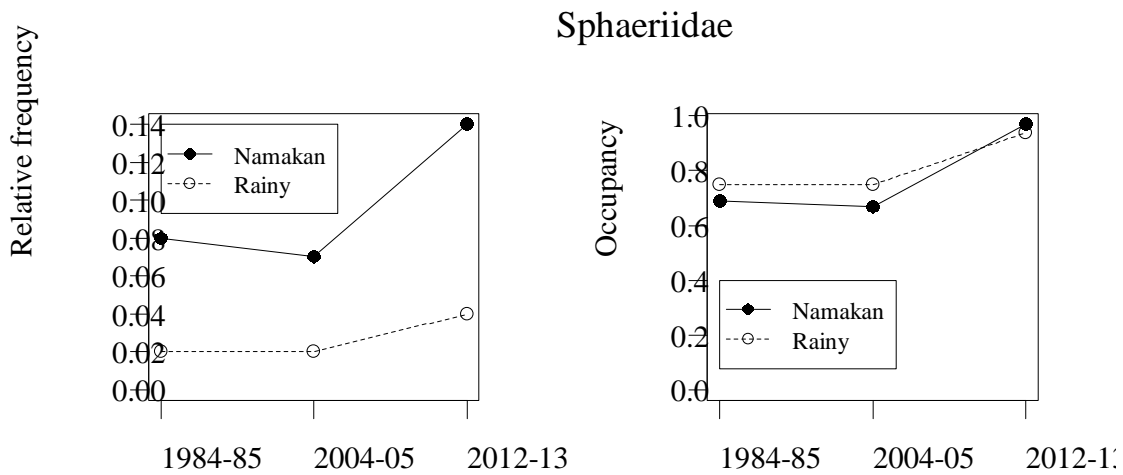 Sphaeriidae
Relative frequency
0.14
0.12
0.10
0.08
0.06
0.04
0.02
0.00
Namakan
Rainy
1984-85 2004-05 2012-13
Occupancy
1.0
0.8
0.6
0.4
0.2
0.0
Namakan
Rainy
1984-85 2004-05